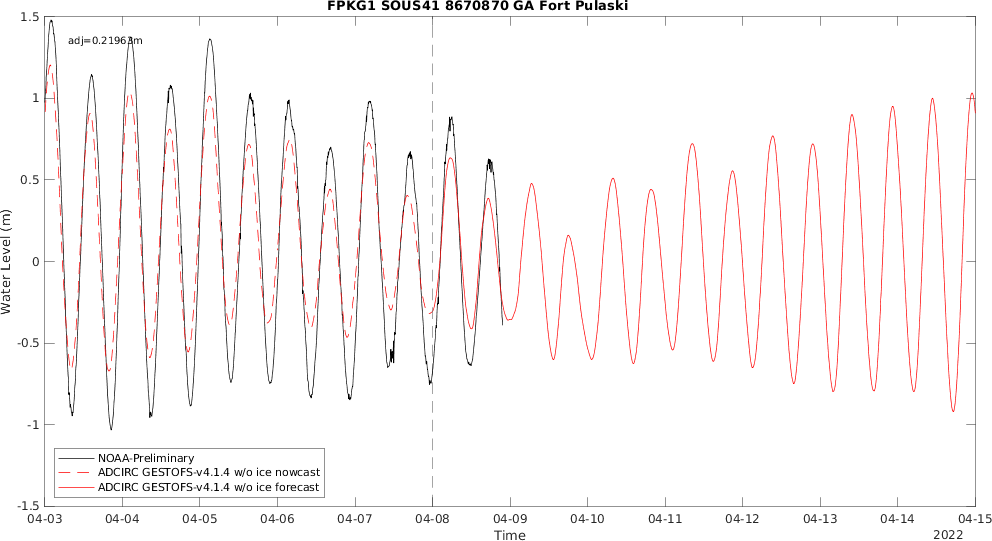 FPKG1 SOUS41 8670870 GA Fort Pulaski
adj=0.21963m
Water Level (m)
1.5
1
0.5
0
-0.5
-1
-1.5
NOAA-Preliminary
ADCIRC GESTOFS-v4.1.4 w/o ice nowcast
ADCIRC GESTOFS-v4.1.4 w/o ice forecast
04-03 04-04 04-05 04-06 04-07 04-08 04-09 04-10 04-11 04-12 04-13 04-14 04-15
Time
2022